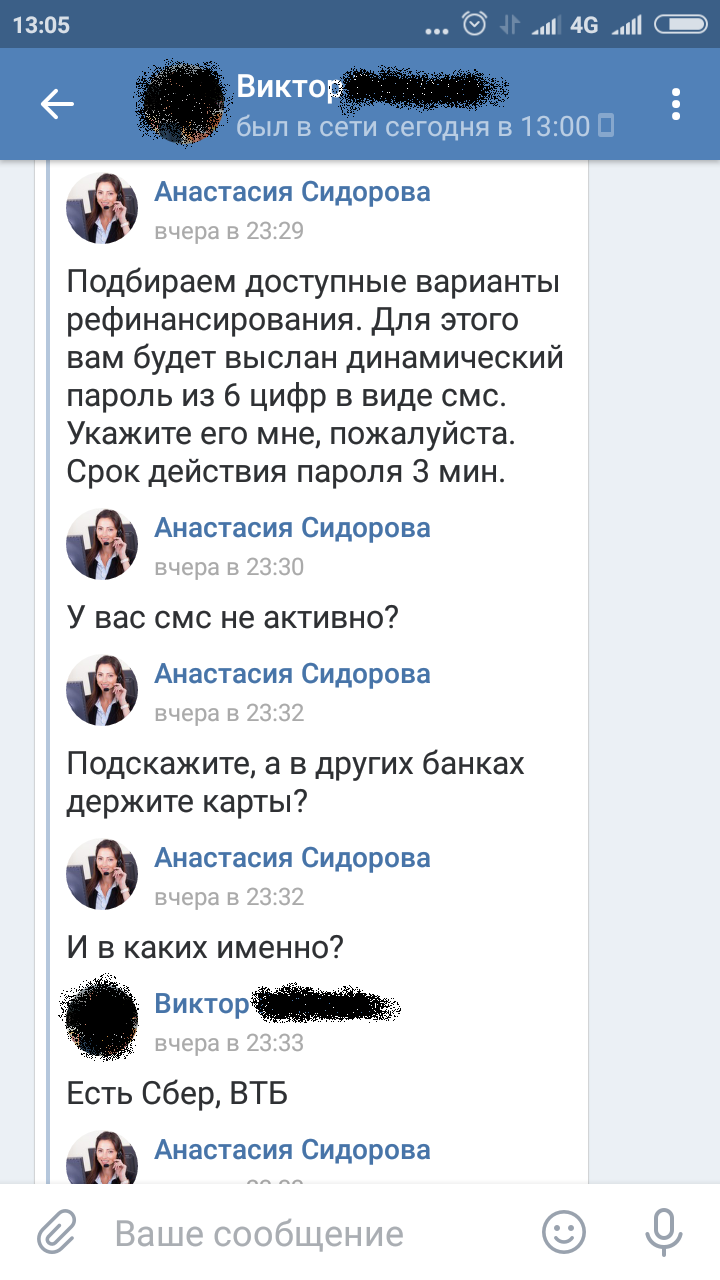 13:05
4G
Виктор
был в сети сегодня в 13:00
Анастасия Сидорова
вчера в 23:29
Подбираем доступные варианты
рефинансирования. Для этого
вам будет выслан динамический
пароль из 6 цифр в виде смс.
Укажите его мне, пожалуйста.
Срок действия пароля 3 мин.
Анастасия Сидорова
вчера в 23:30
У вас смс не активно?
Анастасия Сидорова
вчера в 23:32
Подскажите, а в других банках
держите карты?
Анастасия Сидорова
вчера в 23:32
И в каких именно?
Виктор
вчера в 23:33
Есть Сбер, ВТБ
Анастасия Сидорова
Ваше сообщение